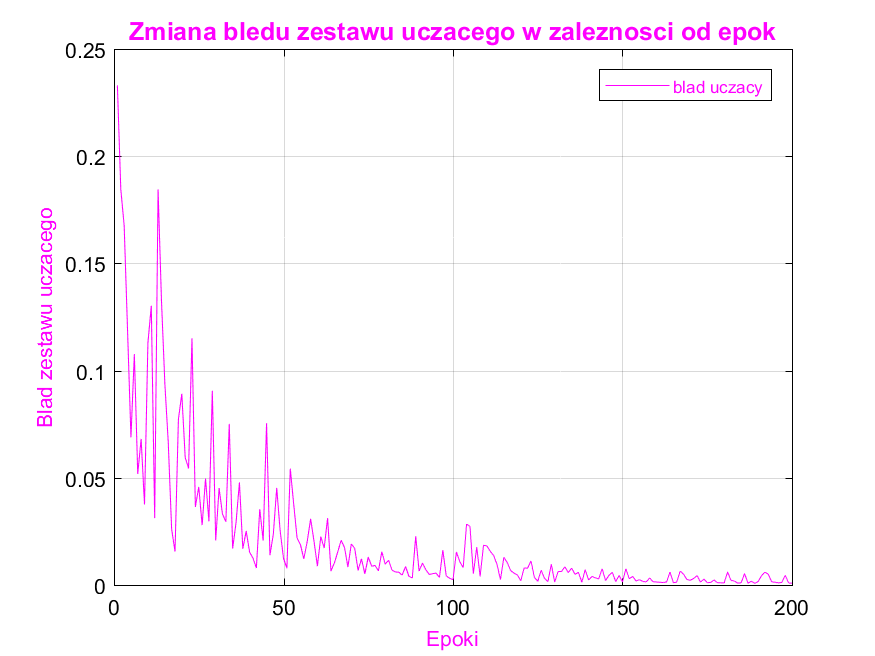 Zmiana bledu zestawu uczacego w zaleznosci od epok
0.25
0.2
0.15
0.1
0.05
0
Blad zestawu uczacego
blad uczacy
0 50 100 150 200
Epoki